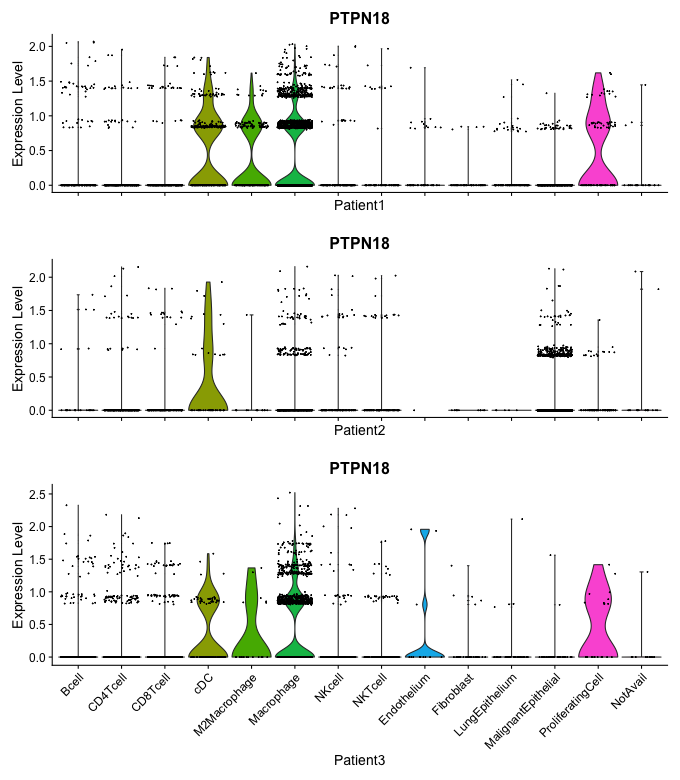 PTPN18
Expression Level
2.0
1.5
1.0
0.5
0.0
Patient1
PTPN18
Expression Level
2.0
1.5
1.0
0.5
0.0
Patient2
PTPN18
Expression Level
2.5
2.0
1.5
1.0
0.5
0.0
Bcell
CD4Tcell
CD8Tcell
cDC
M2Macrophage
Macrophage
NKcell
NKTcell
Endothelium
Fibroblast
LungEpithelium
MalignantEpithelial
ProliferatingCell
NotAvail
Patient3